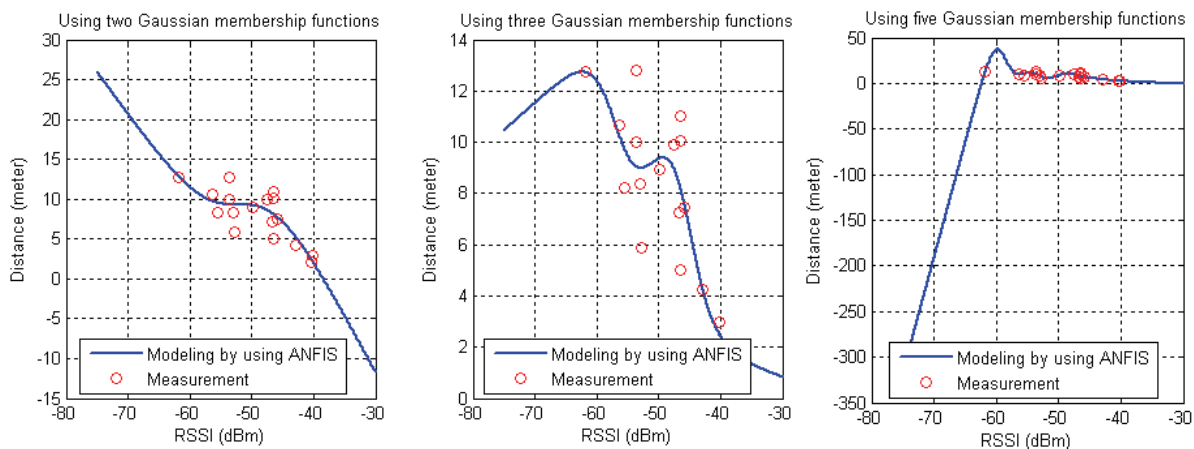 Using two Gaussian membership functions
30
25
20
15
10
5
0
-5
-10
-15
Distance (meter)
Modeling by using ANFIS
Measurement
-80 -70 -60 -50 -40 -30
RSSI (dBm)
Using three Gaussian membership functions
14
12
10
8
6
4
2
0
Distance (meter)
Modeling by using ANFIS
Measurement
-80 -70 -60 -50 -40 -30
RSSI (dBm)
Using five Gaussian membership functions
50
0
-50
-100
-150
-200
-250
-300
-350
Distance (meter)
Modeling by using ANFIS
Measurement
-80 -70 -60 -50 -40 -30
RSSI (dBm)